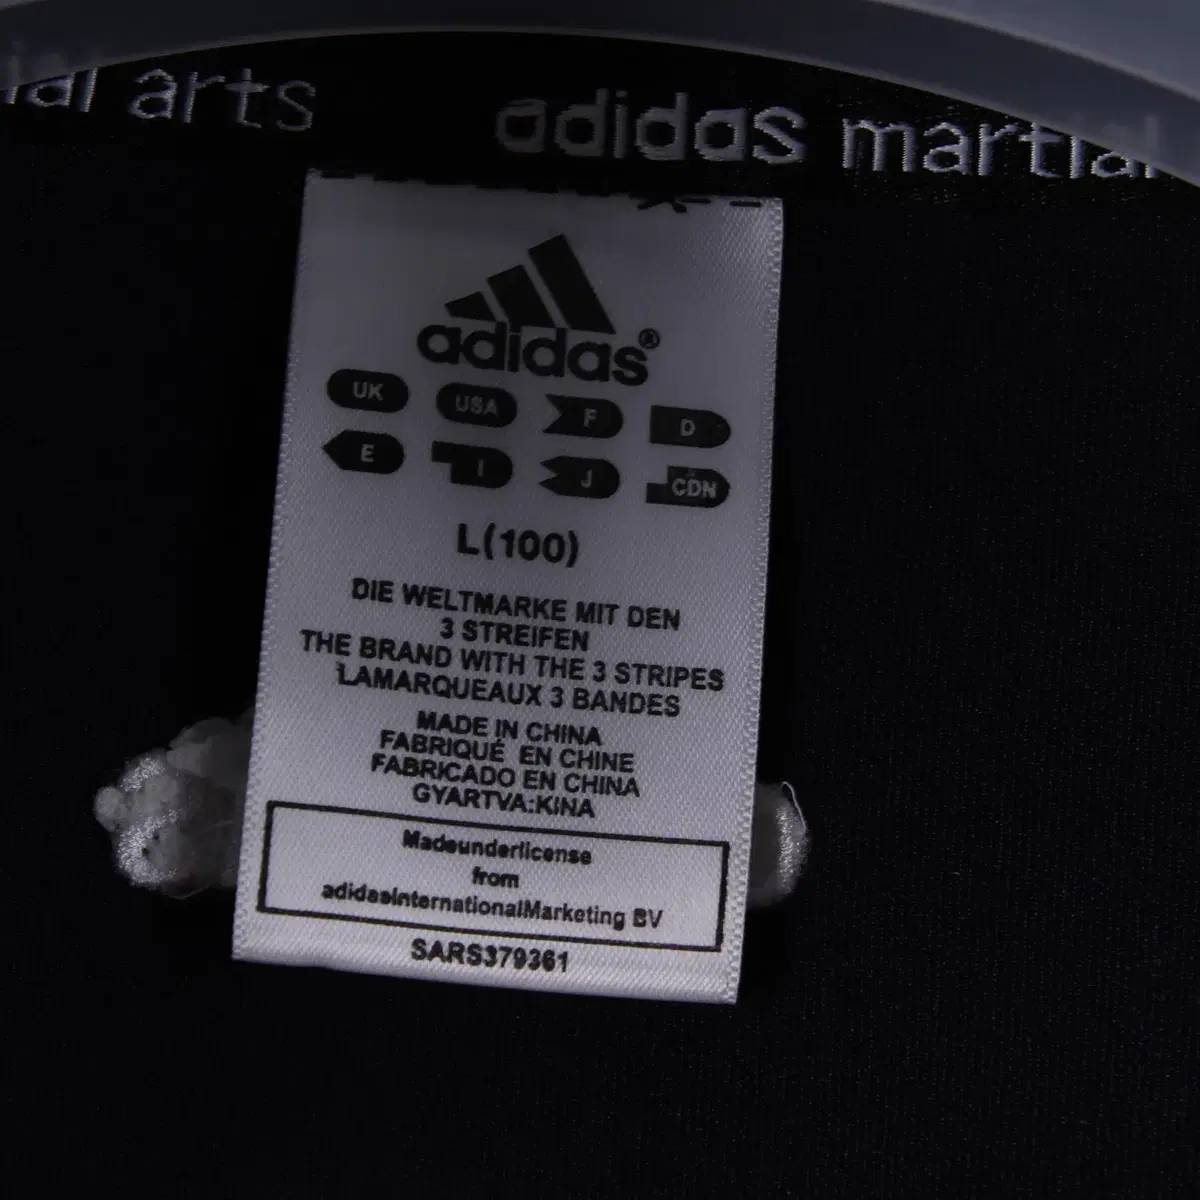 ial arts adidas martial
adidas®
UK USA F D
E I J CDN
L(100)
DIE WELTMARKE MIT DEN
3 STREIFEN
THE BRAND WITH THE 3 STRIPES
LAMARQUEAUX 3 BANDES
MADE IN CHINA
FABRIQUÉ EN CHINE
FABRICADO EN CHINA
GYARTVA:KINA
Madeunderlicense
from
adidasInternationalMarketing BV
SARS379361